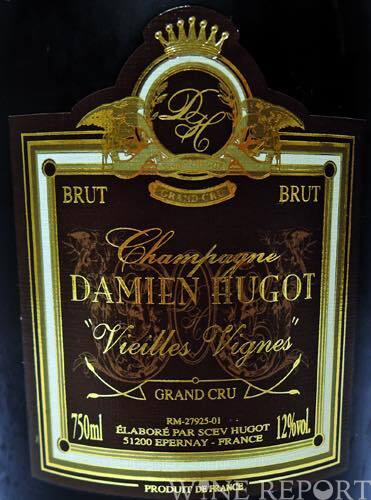 DH
GRAND CRU
BRUT BRUT
Champagne
DAMIEN HUGOT
"Vieilles Vignes"
GRAND CRU
750ml RM-27925-01 12%vol.
ÉLABORÉ PAR SCEV HUGOT
51200 EPERNAY - FRANCE
PRODUIT DE FRANCE
WINE REPORT